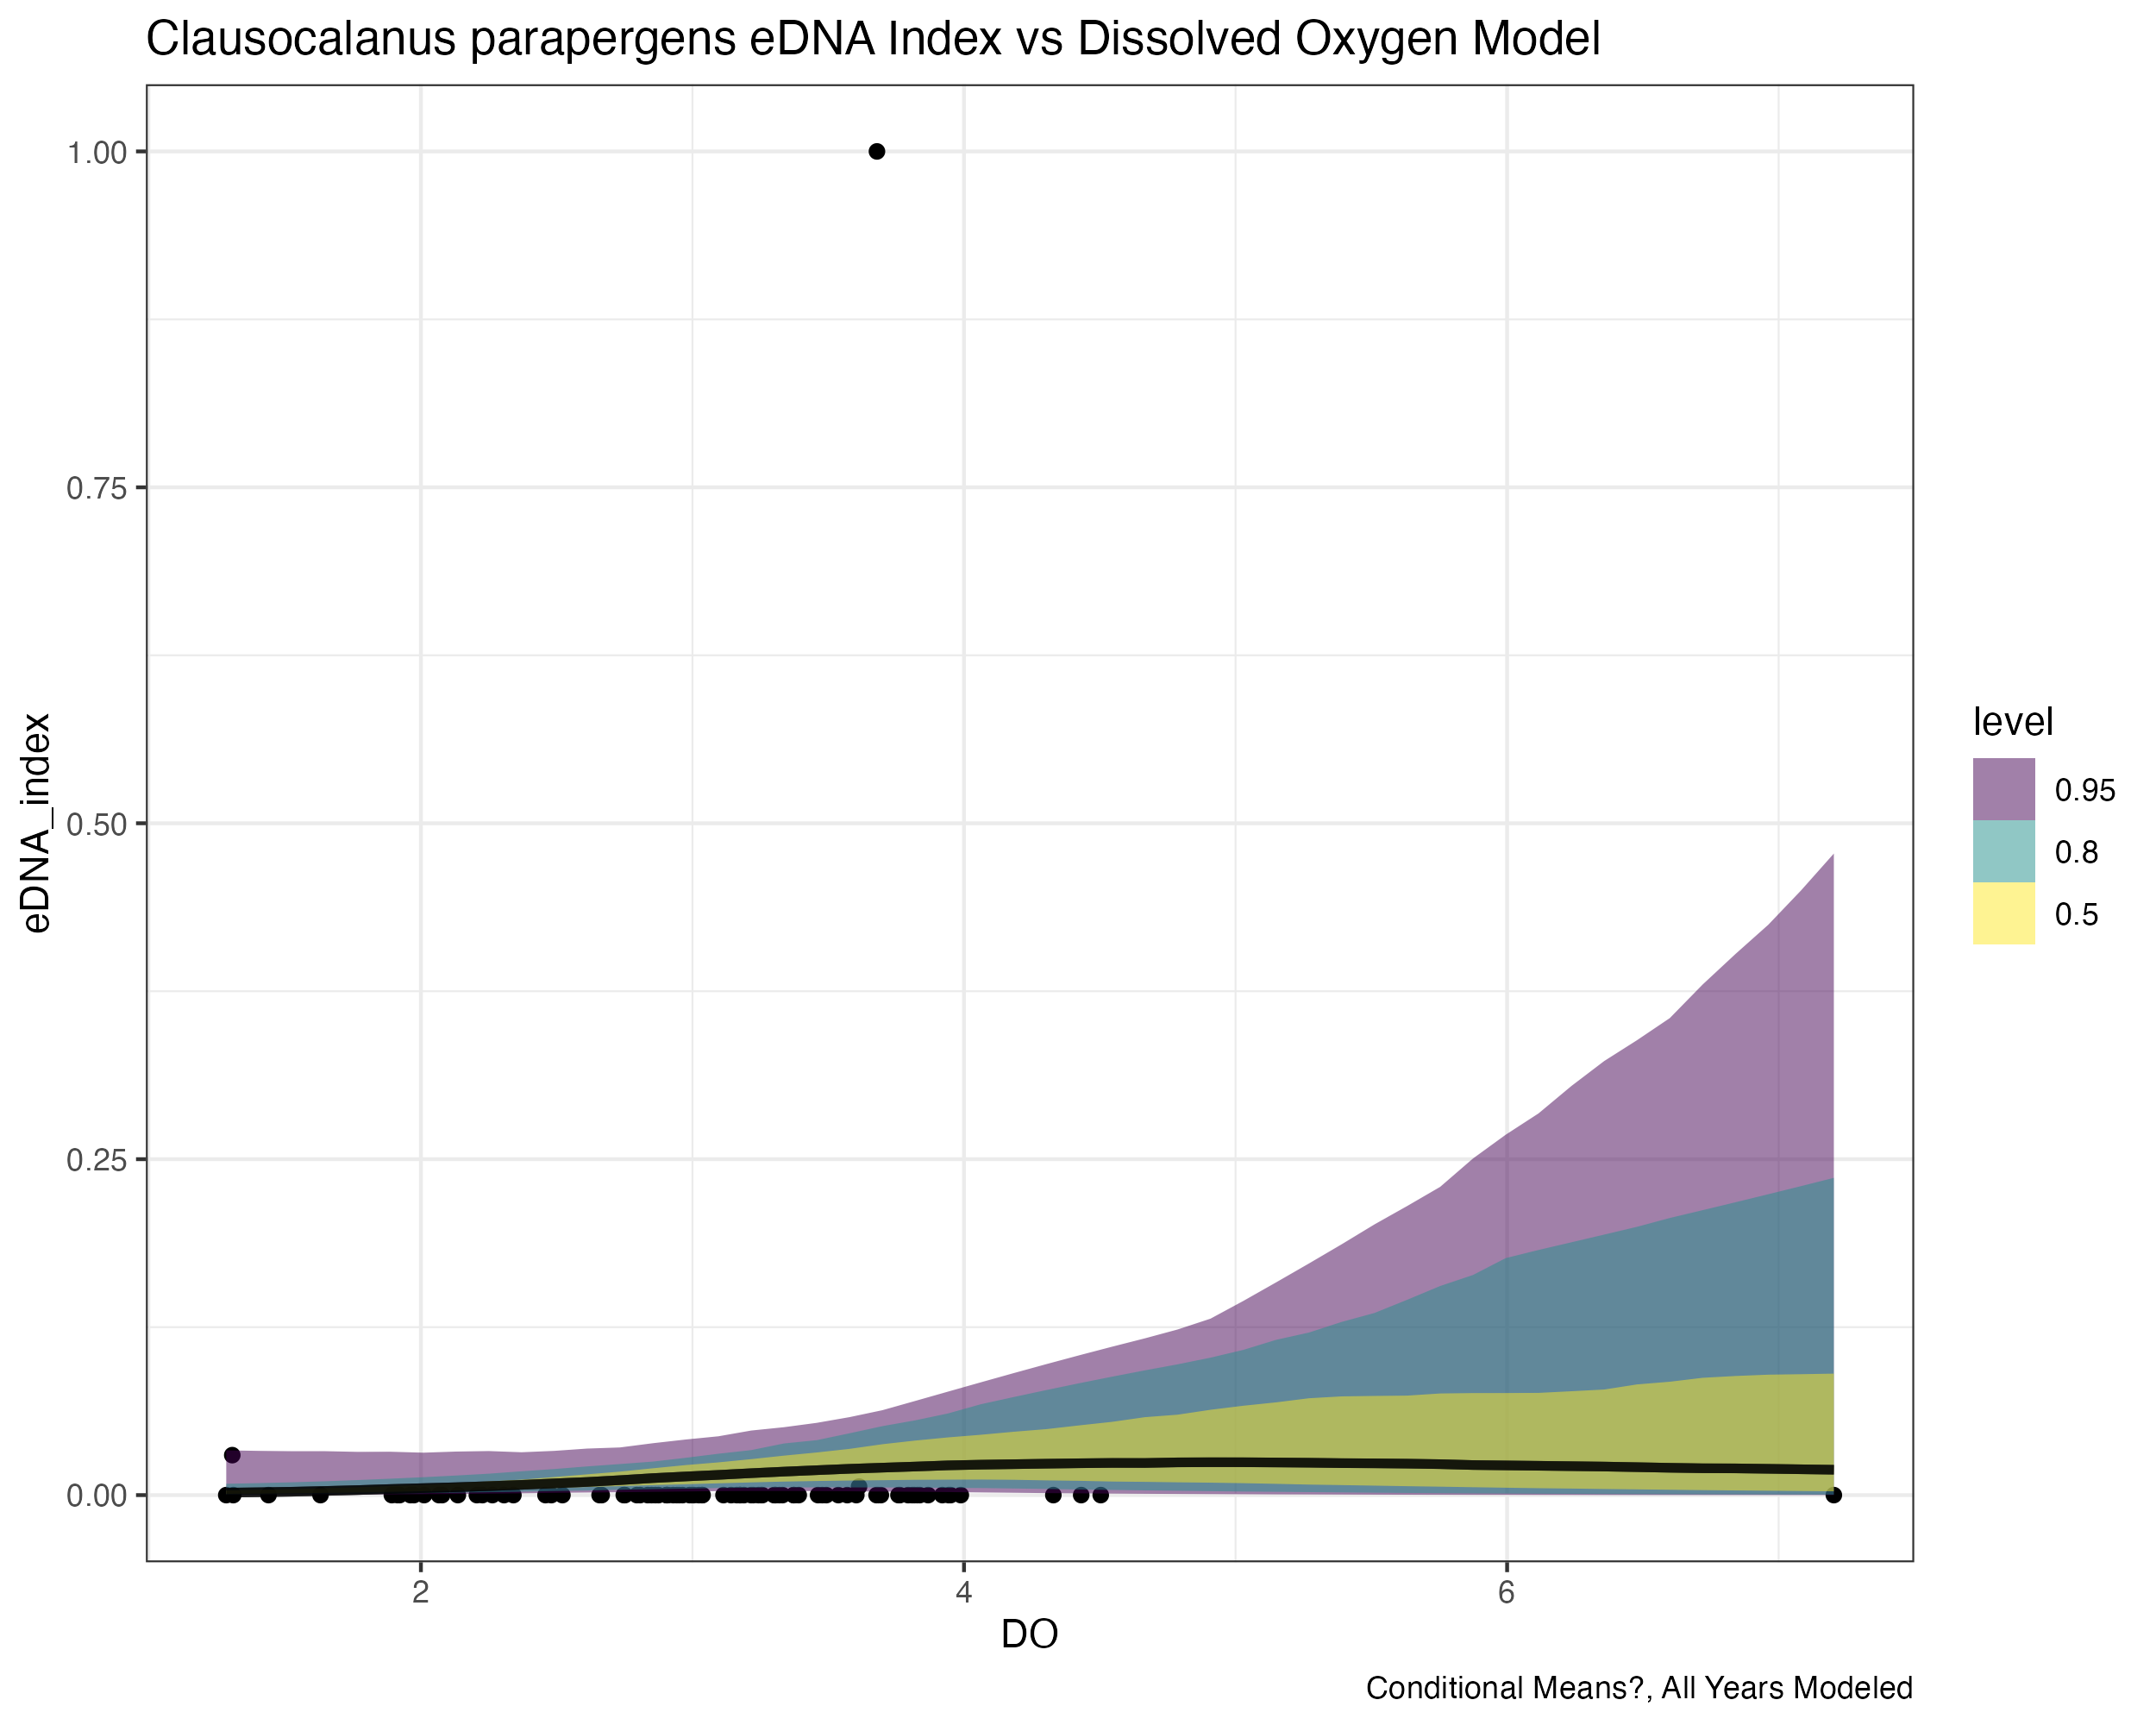 Clausocalanus parapergens eDNA Index vs Dissolved Oxygen Model
1.00
0.75
0.50
0.25
0.00
eDNA_index
2
4
6
DO
level
0.95
0.8
0.5
Conditional Means?, All Years Modeled